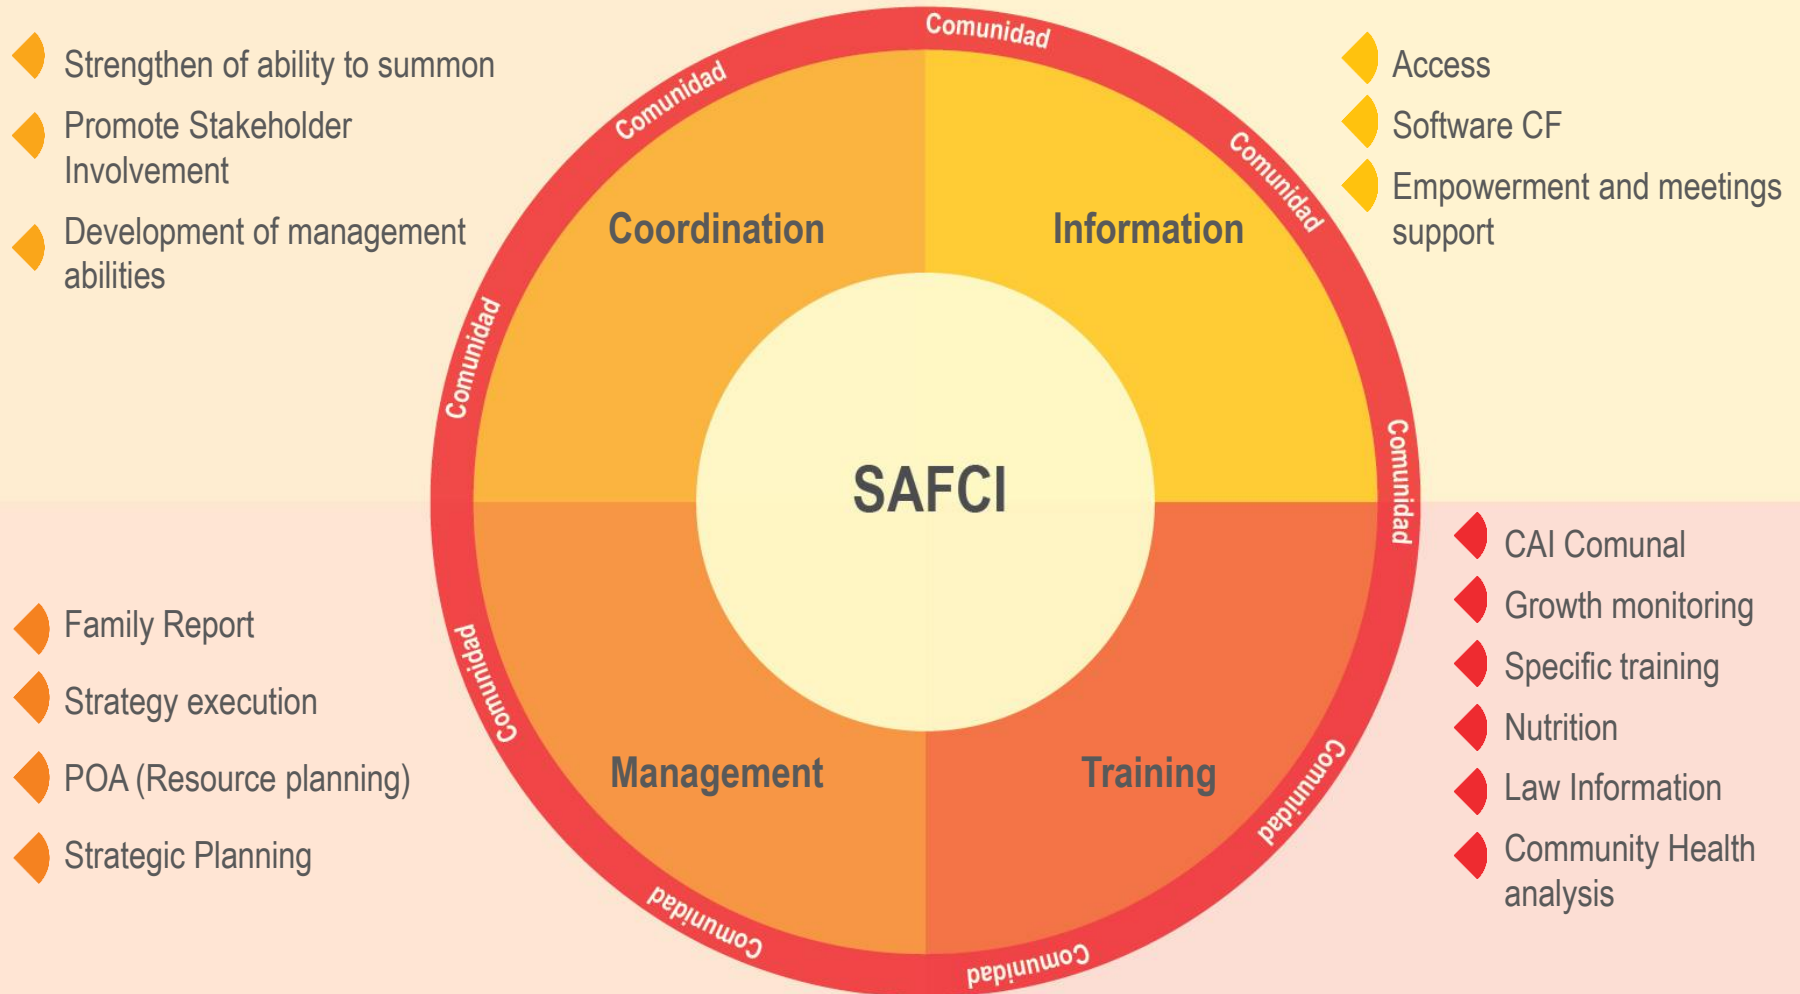 Strengthen of ability to summon
Promote Stakeholder
Involvement
Development of management
abilities
Access
Software CF
Empowerment and meetings
support
Comunidad
Comunidad
Comunidad
Comunidad
Comunidad
Comunidad
Comunidad
Comunidad
Comunidad
Comunidad
Coordination
Information
SAFCI
Management
Training
Family Report
Strategy execution
POA (Resource planning)
Strategic Planning
CAI Comunal
Growth monitoring
Specific training
Nutrition
Law Information
Community Health
analysis